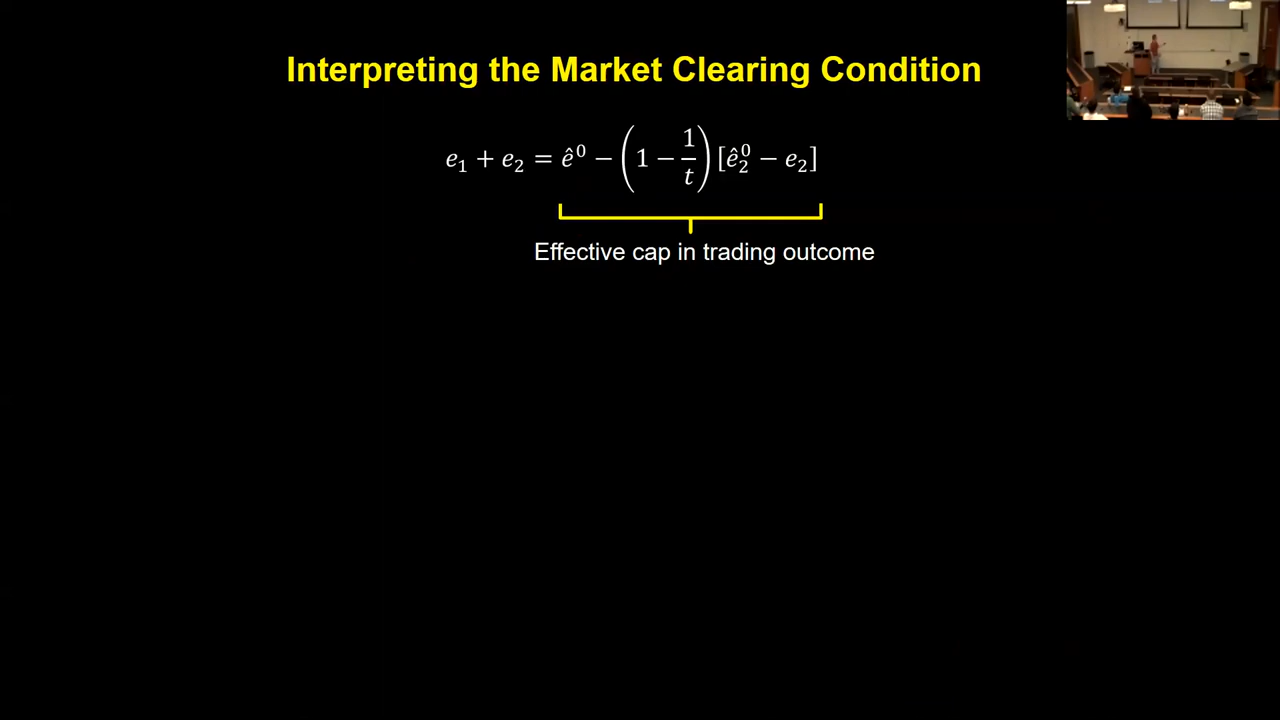 Interpreting the Market Clearing Condition
e₁ + e₂ = ê⁰ − (1 − 1/t) [ê₂⁰ − e₂]
Effective cap in trading outcome